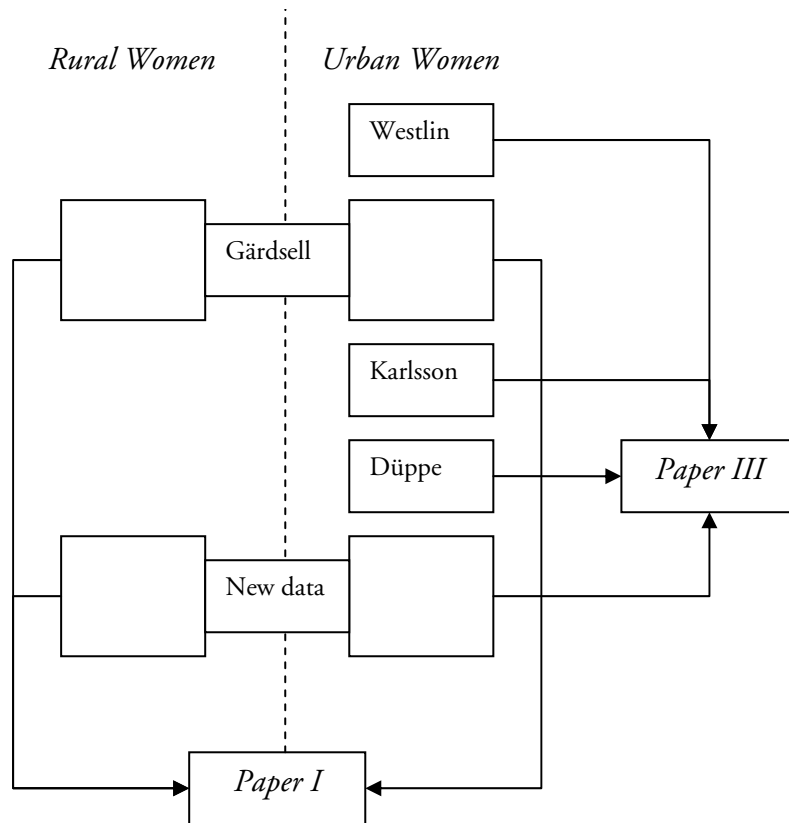 Rural Women
Urban Women
Westlin
Gärdsell
Karlsson
Düppe
Paper III
New data
Paper I